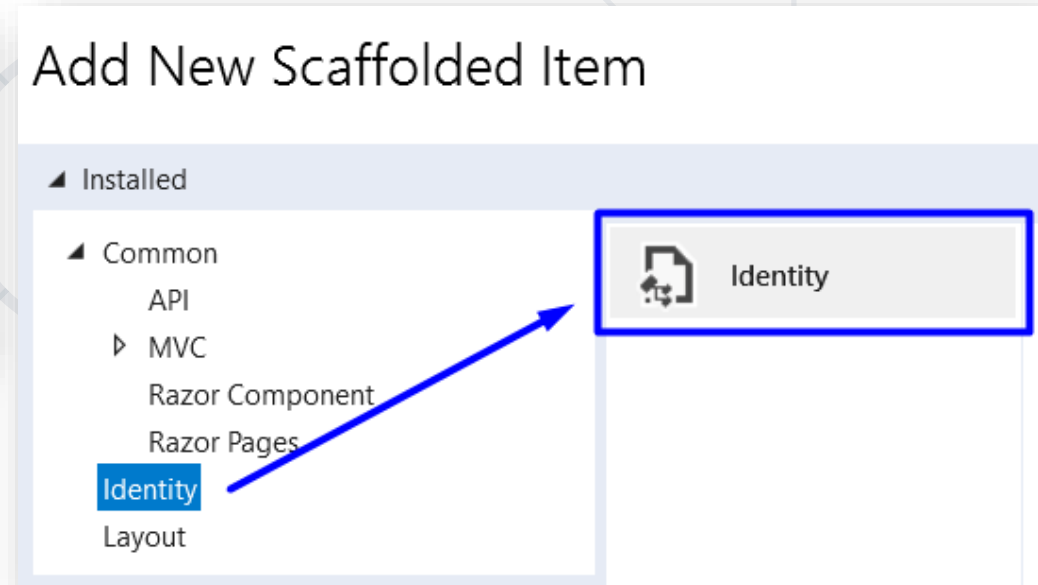 Add New Scaffolded Item
Installed
Common
API
MVC
Razor Component
Razor Pages
Identity
Layout
Identity